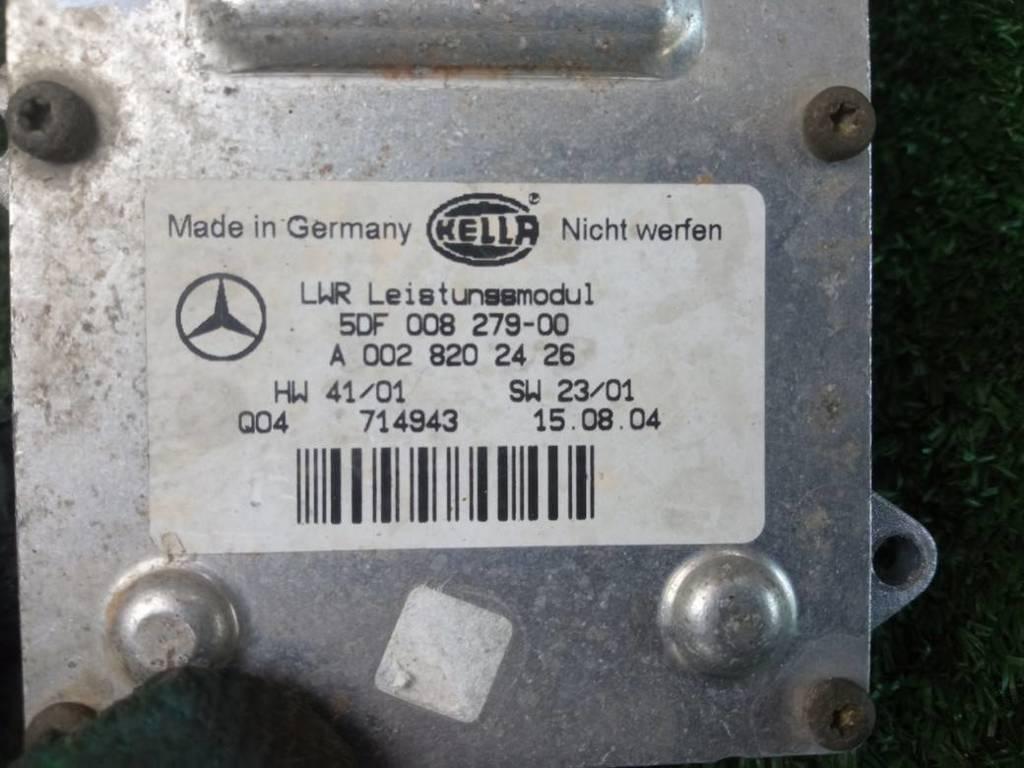 Made in Germany HELLA ® Nicht werfen
LWR Leistungsmodul
5DF 008 279-00
A 002 820 24 26
HW 41/01 SW 23/01
Q04 714943 15.08.04